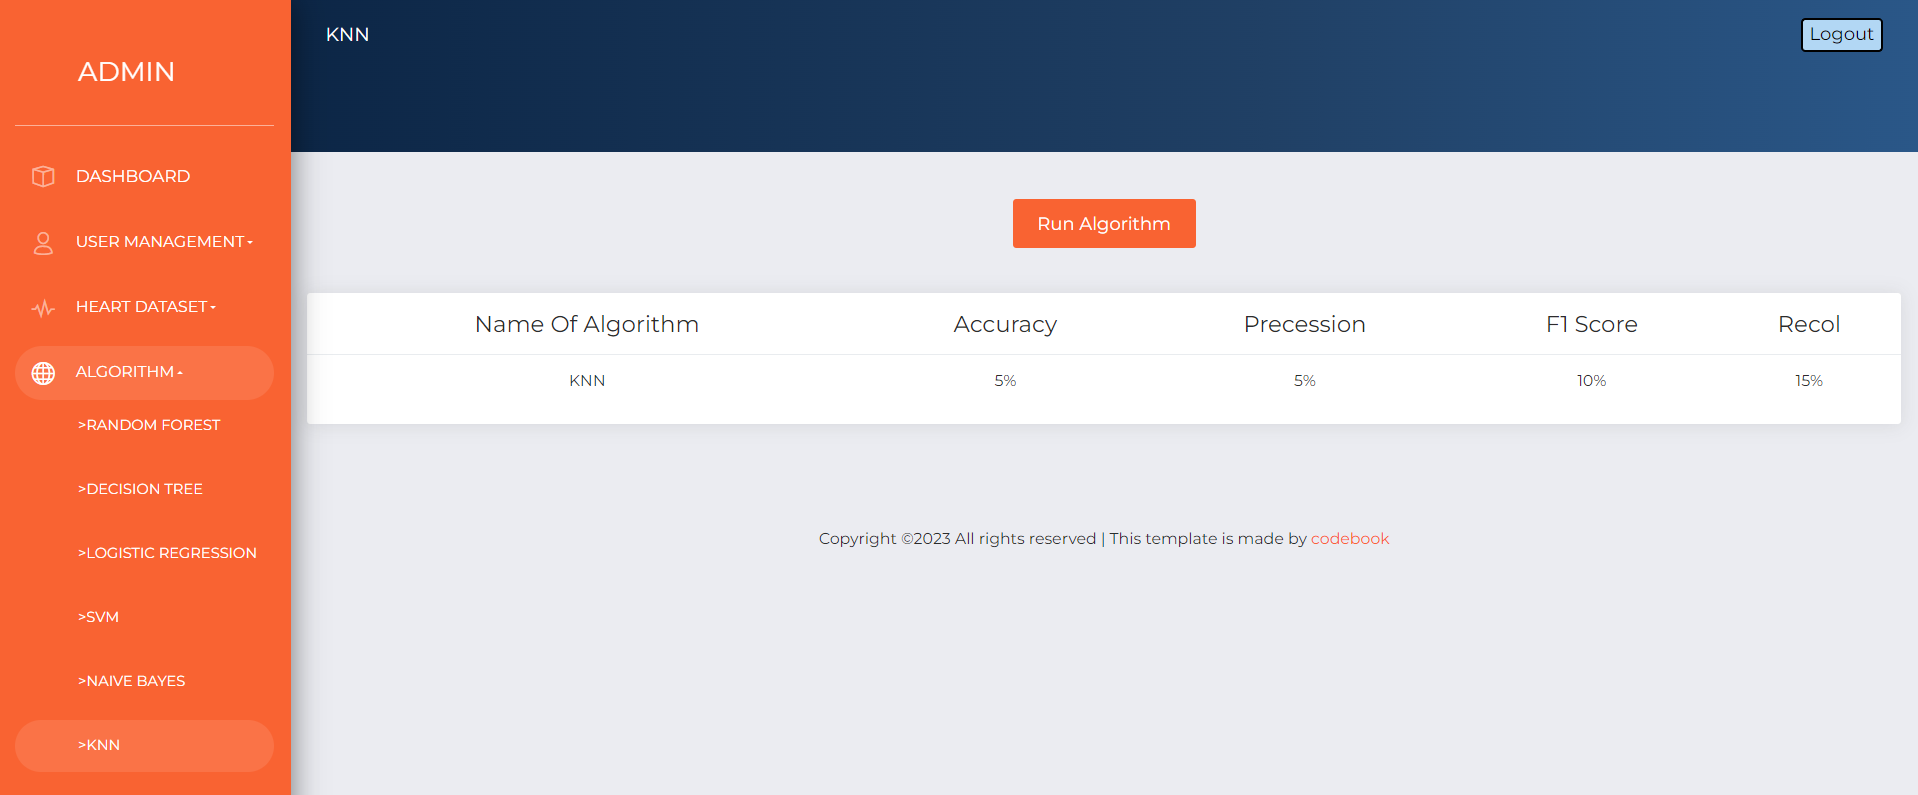 ADMIN
DASHBOARD
USER MANAGEMENT
HEART DATASET
ALGORITHM
>RANDOM FOREST
>DECISION TREE
>LOGISTIC REGRESSION
>SVM
>NAIVE BAYES
>KNN
KNN
Logout
Run Algorithm
Name Of Algorithm Accuracy Precession F1 Score Recol
KNN 5% 5% 10% 15%
Copyright ©2023 All rights reserved | This template is made by codebook